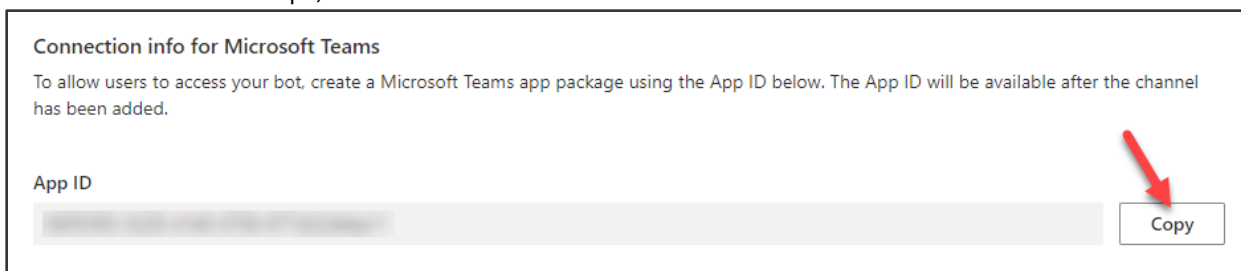 Connection info for Microsoft Teams
To allow users to access your bot, create a Microsoft Teams app package using the App ID below. The App ID will be available after the channel
has been added.
App ID
Copy